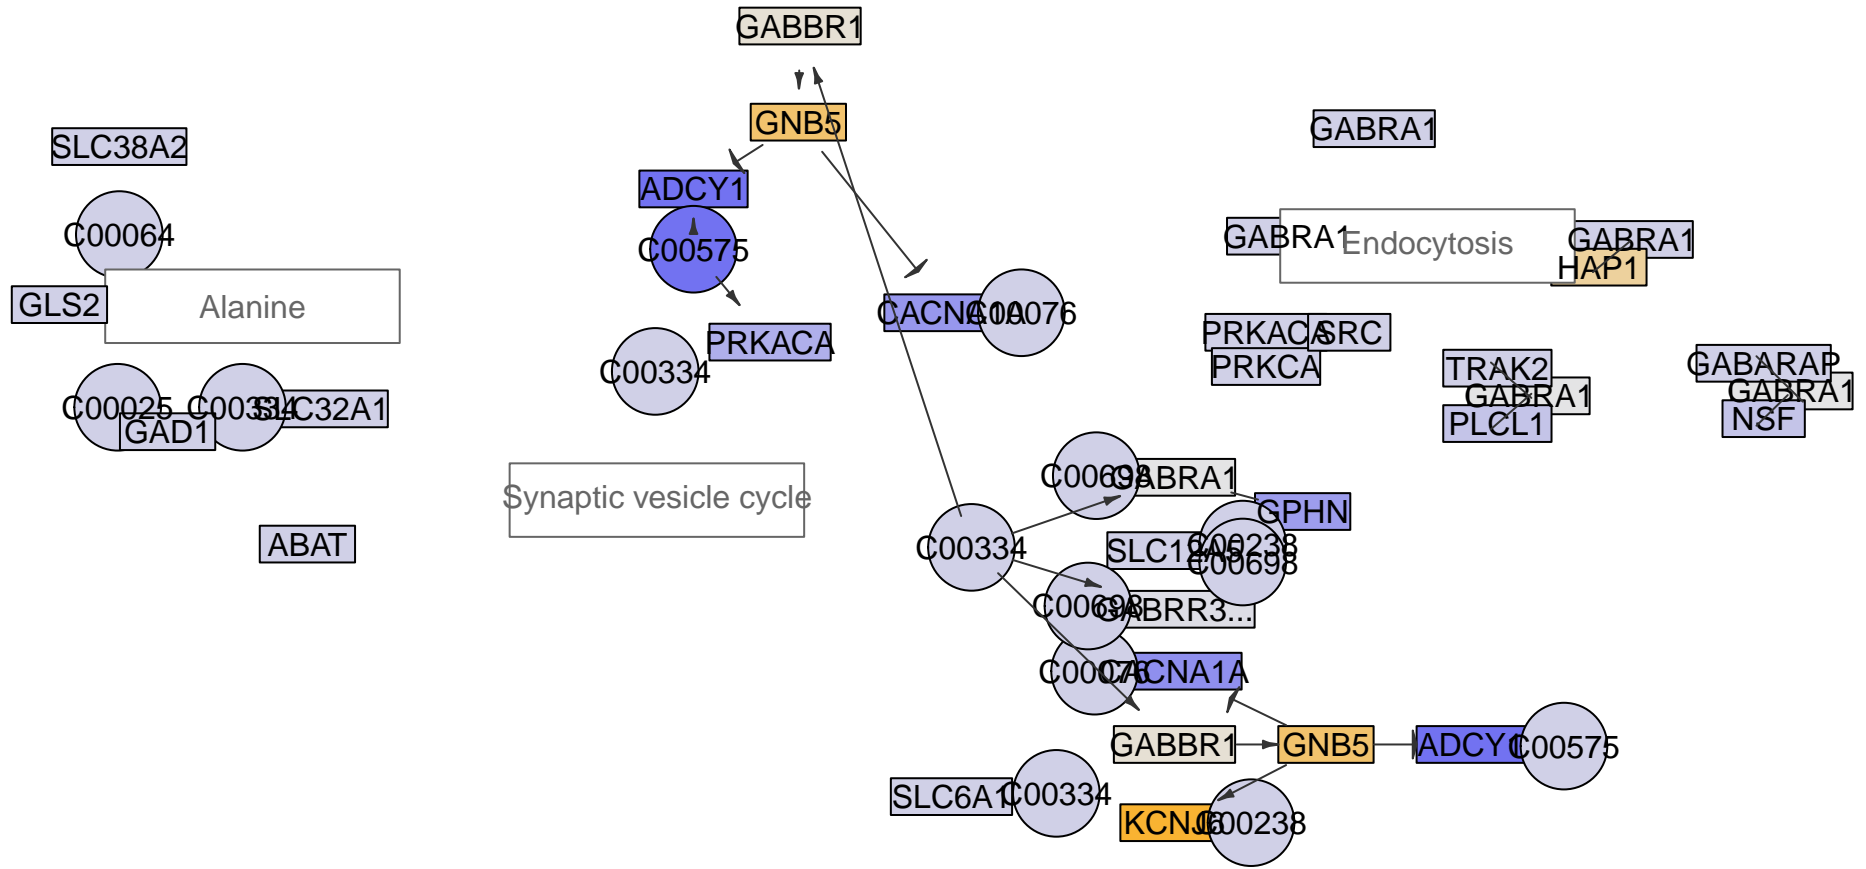 GABBR1
GNB5
GABRA1
SLC38A2
ADCY1
C00064
C00575
GABRA1
Endocytosis
GABRA1
HAP1
GLS2
Alanine
CACNA1A
C00076
PRKACA
PRKACA
SRC
C00334
PRKCA
TRAK2
GABARAP
GABRA1
GABRA1
C00025
C00334
SLC32A1
GAD1
PLCL1
NSF
C00698
GABRA1
Synaptic vesicle cycle
GPHN
ABAT
C00334
SLC12A5
C00238
C00698
C00698
GABRR3...
C00076
CACNA1A
GABBR1
GNB5
ADCY1
C00575
SLC6A1
C00334
KCNJ6
C00238